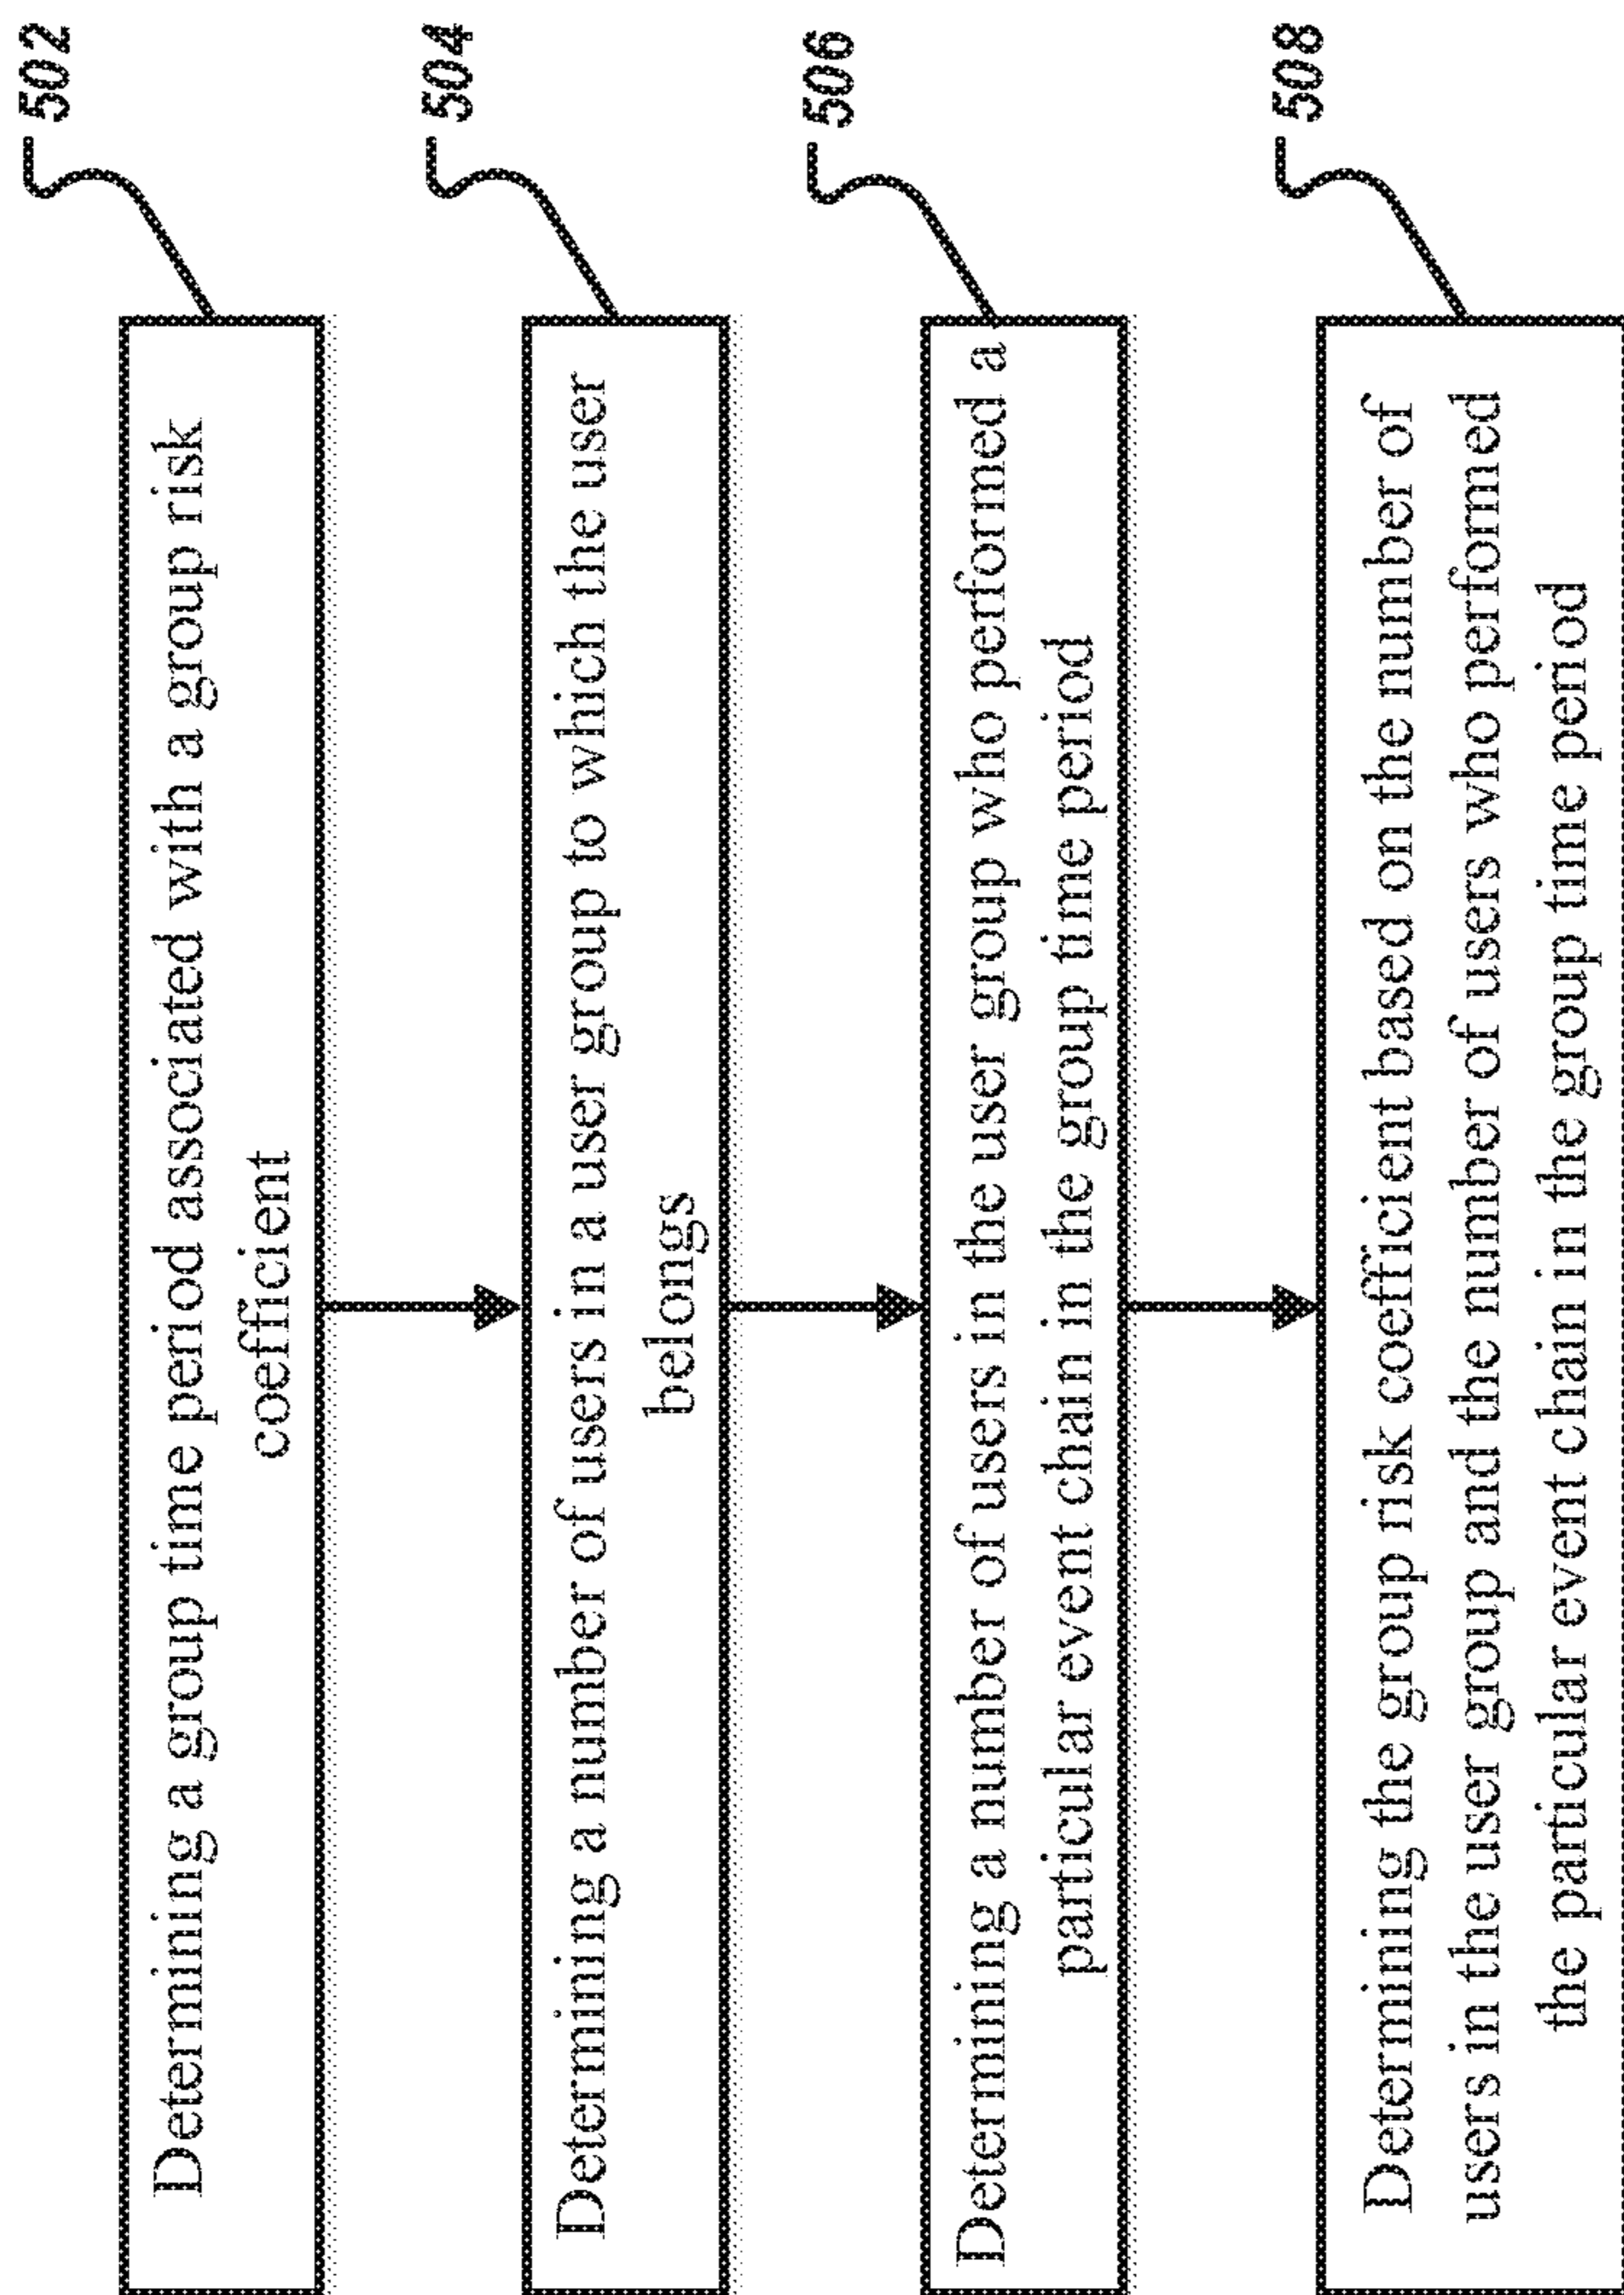 502
Determining a group time period associated with a group risk
coefficient
504
Determining a number of users in a user group to which the user
belongs
506
Determining a number of users in the user group who performed a
particular event chain in the group time period
508
Determining the group risk coefficient based on the number of
users in the user group and the number of users who performed
the particular event chain in the group time period